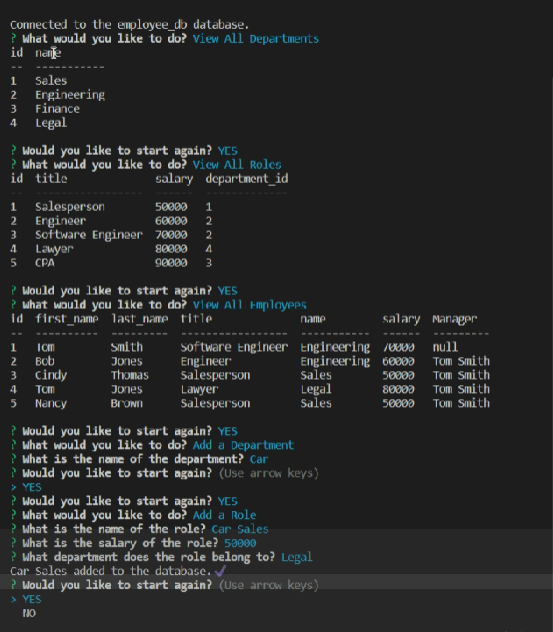 Connected to the employee_db database.
? What would you like to do? View All Departments
id name
-- -----------
1 Sales
2 Engineering
3 Finance
4 Legal
? Would you like to start again? YES
? What would you like to do? View All Roles
id title salary department_id
-- ----------------- ------ -------------
1 Salesperson 50000 1
2 Engineer 60000 2
3 Software Engineer 70000 2
4 Lawyer 80000 4
5 CPA 90000 3
? Would you like to start again? YES
? What would you like to do? View All Employees
id first_name last_name title name salary Manager
-- ---------- --------- ----------------- ----------- ------ ---------
1 Tom Smith Software Engineer Engineering 70000 null
2 Bob Jones Engineer Engineering 60000 Tom Smith
3 Cindy Thomas Salesperson Sales 50000 Tom Smith
4 Tom Jones Lawyer Legal 80000 Tom Smith
5 Nancy Brown Salesperson Sales 50000 Tom Smith
? Would you like to start again? YES
? What would you like to do? Add a Department
? What is the name of the department? Car
? Would you like to start again? (Use arrow keys)
> YES
? Would you like to start again? YES
? What would you like to do? Add a Role
? What is the name of the role? Car Sales
? What is the salary of the role? 50000
? What department does the role belong to? Legal
Car Sales added to the database. ✓
? Would you like to start again? (Use arrow keys)
> YES
NO